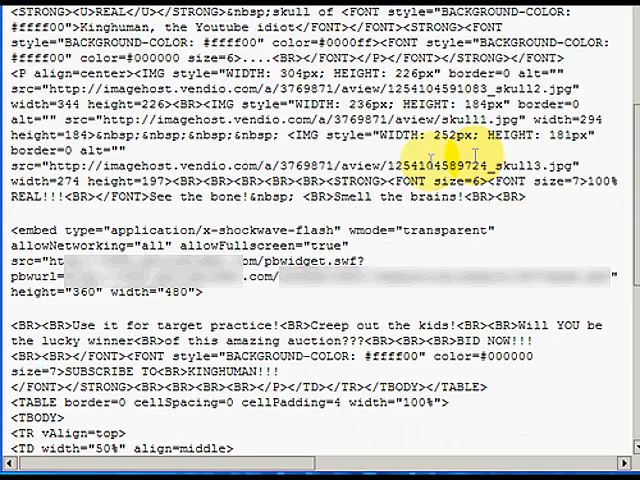 <STRONG><U>REAL</U></STRONG>&nbsp;skull of <FONT style="BACKGROUND-COLOR:
#ffff00">Kinghuman, the Youtube idiot</FONT></FONT><STRONG><FONT
style="BACKGROUND-COLOR: #ffff00" color=#0000ff><FONT style="BACKGROUND-COLOR:
#ffff00" color=#000000 size=6>....<BR></FONT></P></FONT></STRONG></FONT>
<P align=center><IMG style="WIDTH: 304px; HEIGHT: 226px" border=0 alt=""
src="http://imagehost.vendio.com/a/3769871/aview/1254104591083_skull2.jpg"
width=344 height=226><BR><IMG style="WIDTH: 236px; HEIGHT: 184px" border=0
alt="" src="http://imagehost.vendio.com/a/3769871/aview/skull1.jpg" width=294
height=184>&nbsp;&nbsp;&nbsp; <IMG style="WIDTH: 252px; HEIGHT: 181px"
border=0 alt=""
src="http://imagehost.vendio.com/a/3769871/aview/1254104589724_skull3.jpg"
width=274 height=197><BR><BR><BR><BR><STRONG><FONT size=6><FONT size=7>100%
REAL!!!<BR></FONT>See the bone!&nbsp; <BR>Smell the brains!<BR><BR>
<embed type="application/x-shockwave-flash" wmode="transparent"
allowNetworking="all" allowFullscreen="true"
src="ht om/pbwidget.swf?
pbwurl= .com/ "
height="360" width="480">
<BR><BR>Use it for target practice!<BR>Creep out the kids!<BR><BR>Will YOU be
the lucky winner<BR>of this amazing auction???<BR><BR><BR>BID NOW!!!
<BR><BR></FONT><FONT style="BACKGROUND-COLOR: #ffff00" color=#000000
size=7>SUBSCRIBE TO<BR>KINGHUMAN!!!
</FONT></STRONG><BR><BR><BR><BR></P></TD></TR></TBODY></TABLE>
<TABLE border=0 cellSpacing=0 cellPadding=4 width="100%">
<TBODY>
<TR vAlign=top>
<TD width="50%" align=middle>